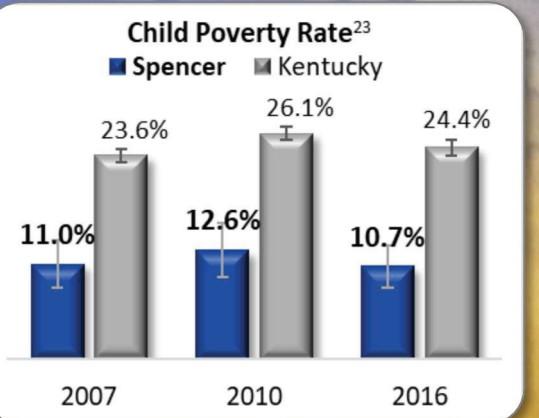 Child Poverty Rate23
Spencer Kentucky
23.6%
26.1%
24.4%
11.0%
12.6%
10.7%
2007 2010 2016